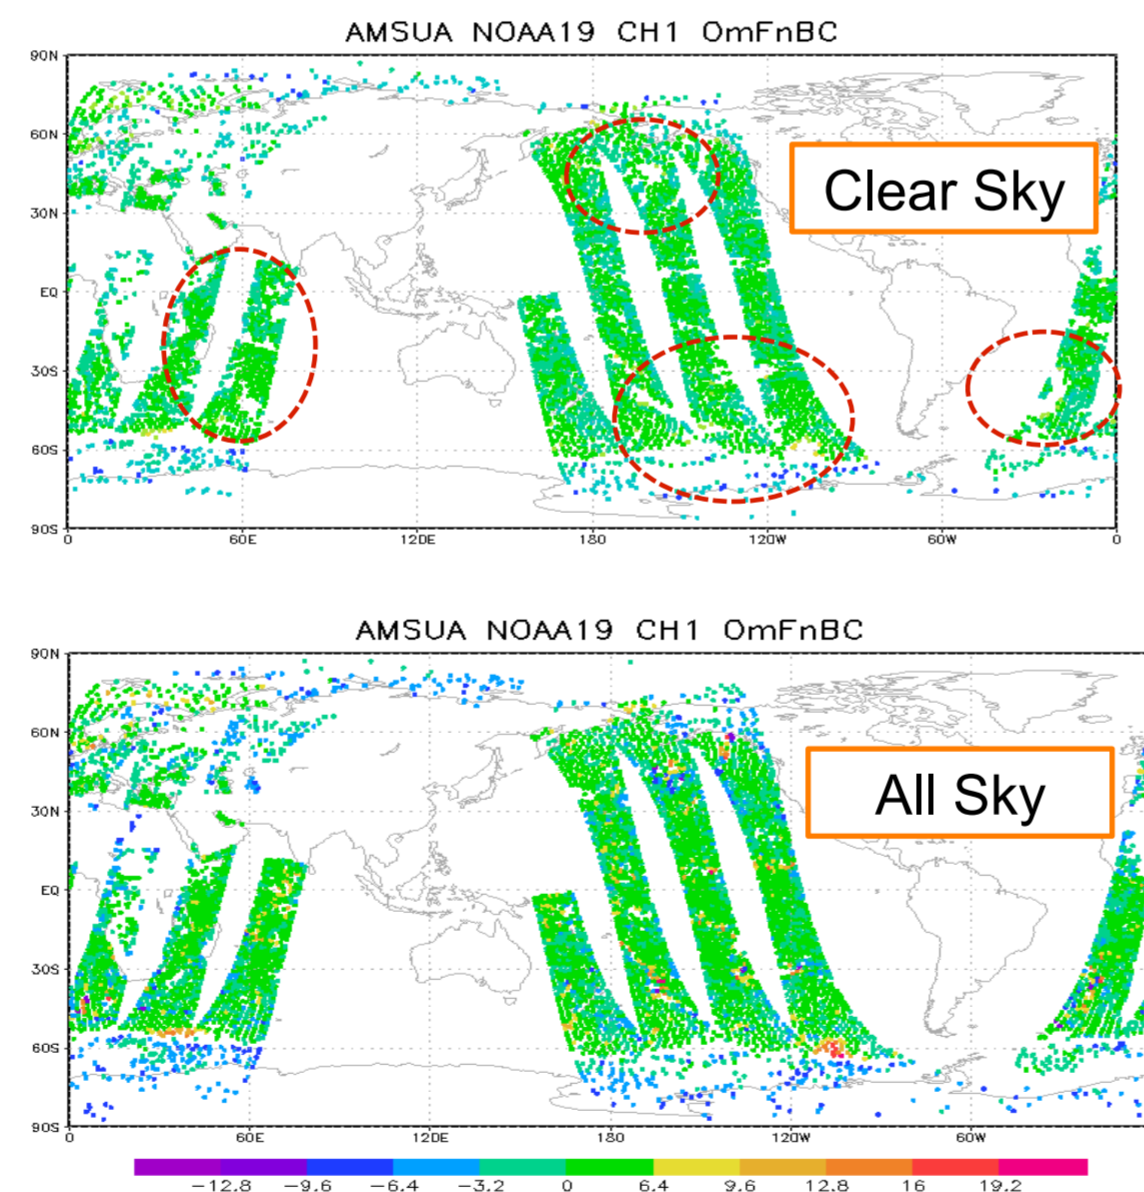 AMSUA NOAA19 CH1 OmFnBC
90N
60N
30N
EQ
30S
60S
90S
Clear Sky
0 60E 120E 180 120W 60W 0
AMSUA NOAA19 CH1 OmFnBC
90N
60N
30N
EQ
30S
60S
90S
All Sky
0 60E 120E 180 120W 60W
−12.8 −9.6 −6.4 −3.2 0 6.4 9.6 12.8 16 19.2